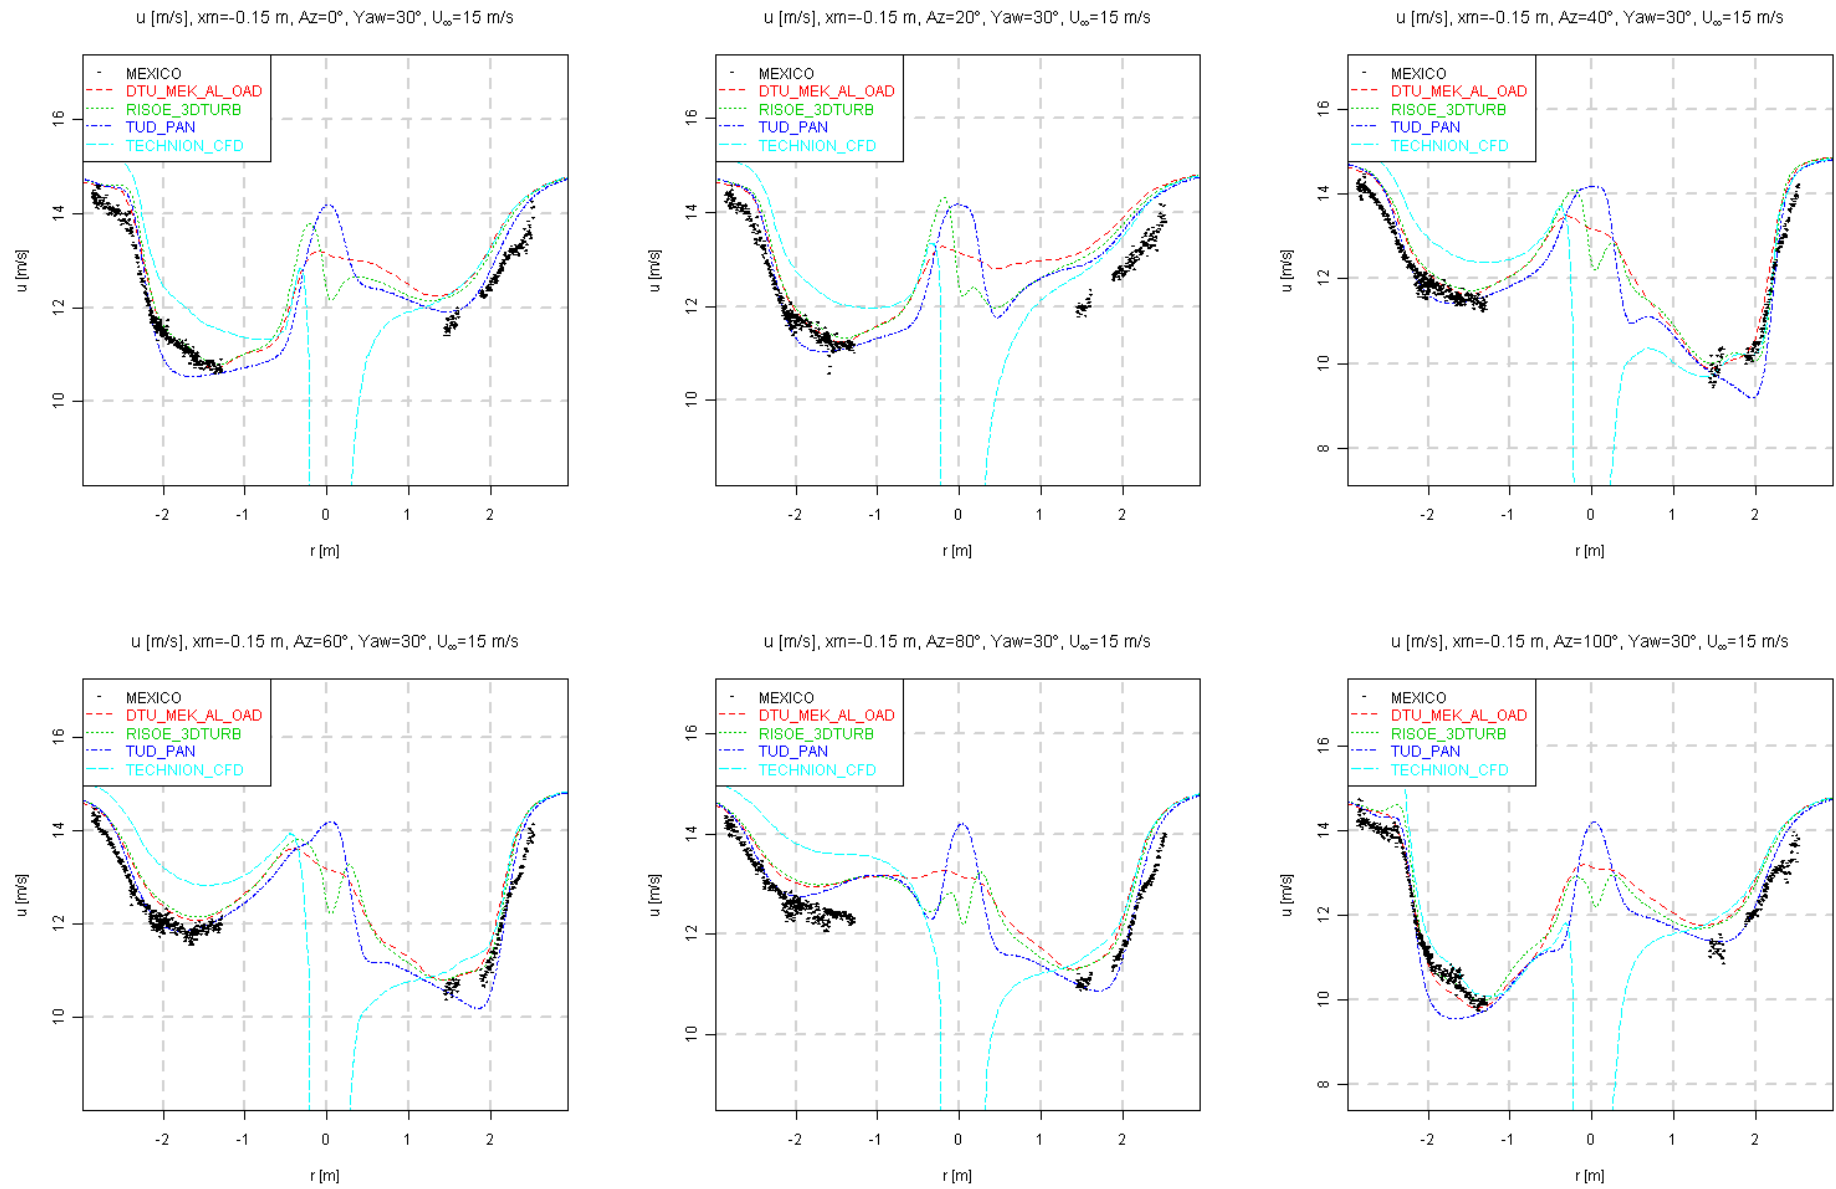 u [m/s], xm=-0.15 m, Az=0°, Yaw=30°, U∞=15 m/s
MEXICO
DTU_MEK_AL_OAD
RISOE_3DTURB
TUD_PAN
TECHNION_CFD
u [m/s]
16
14
12
10
-2 -1 0 1 2
r [m]
u [m/s], xm=-0.15 m, Az=20°, Yaw=30°, U∞=15 m/s
MEXICO
DTU_MEK_AL_OAD
RISOE_3DTURB
TUD_PAN
TECHNION_CFD
u [m/s]
16
14
12
10
-2 -1 0 1 2
r [m]
u [m/s], xm=-0.15 m, Az=40°, Yaw=30°, U∞=15 m/s
MEXICO
DTU_MEK_AL_OAD
RISOE_3DTURB
TUD_PAN
TECHNION_CFD
u [m/s]
16
14
12
10
8
-2 -1 0 1 2
r [m]
u [m/s], xm=-0.15 m, Az=60°, Yaw=30°, U∞=15 m/s
MEXICO
DTU_MEK_AL_OAD
RISOE_3DTURB
TUD_PAN
TECHNION_CFD
u [m/s]
16
14
12
10
-2 -1 0 1 2
r [m]
u [m/s], xm=-0.15 m, Az=80°, Yaw=30°, U∞=15 m/s
MEXICO
DTU_MEK_AL_OAD
RISOE_3DTURB
TUD_PAN
TECHNION_CFD
u [m/s]
16
14
12
10
-2 -1 0 1 2
r [m]
u [m/s], xm=-0.15 m, Az=100°, Yaw=30°, U∞=15 m/s
MEXICO
DTU_MEK_AL_OAD
RISOE_3DTURB
TUD_PAN
TECHNION_CFD
u [m/s]
16
14
12
10
8
-2 -1 0 1 2
r [m]